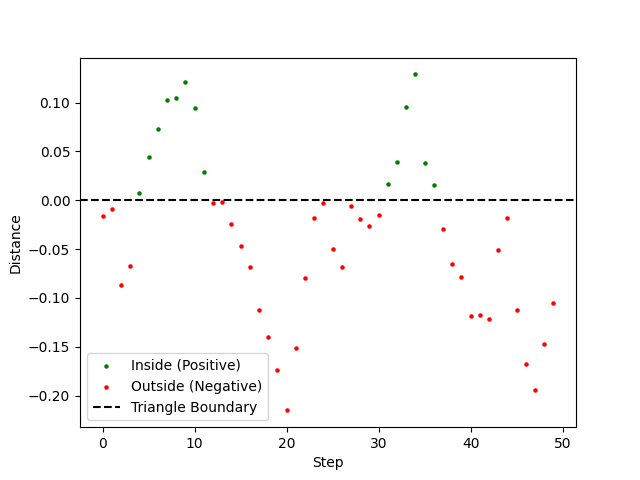 0.10
0.05
0.00
−0.05
−0.10
−0.15
−0.20
Distance
Inside (Positive)
Outside (Negative)
Triangle Boundary
0 10 20 30 40 50
Step